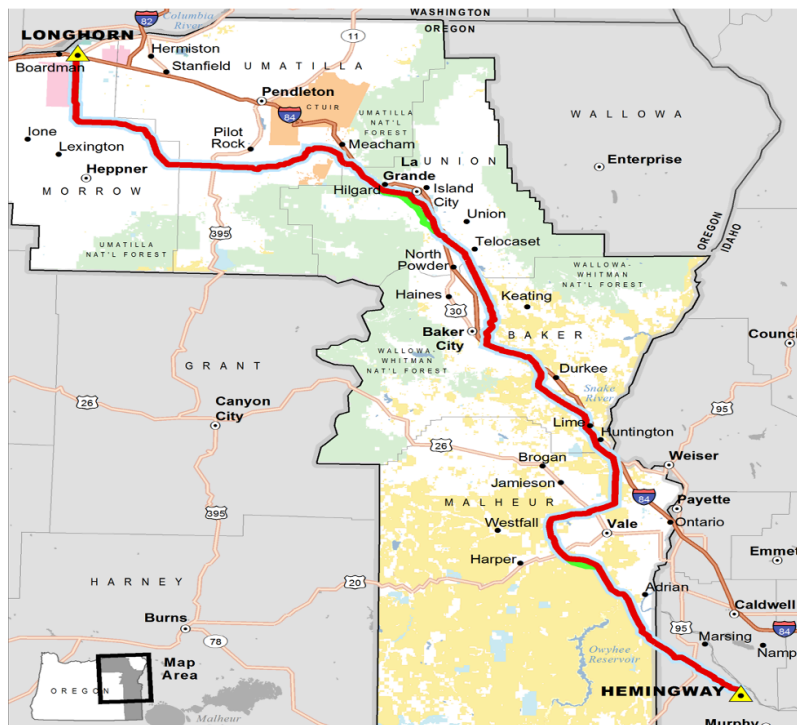 WASHINGTON
OREGON
82
Columbia
River
LONGHORN
11
Hermiston
Boardman
Stanfield
UMATILLA
WALLOWA
Pendleton
84
CTUIR
UMATILLA
NAT'L
FOREST
Ione
Pilot
Rock
Meacham
Lexington
La
Grande
UNION
Enterprise
Heppner
Hilgard
Island
City
MORROW
Union
OREGON
IDAHO
395
UMATILLA
NAT'L FOREST
Telocaset
North
Powder
WALLOWA-
WHITMAN
NAT'L FOREST
Haines
30
Keating
Baker
City
BAKER
Counci
GRANT
WALLOWA-
WHITMAN
NAT'L FOREST
Durkee
Snake
River
26
Canyon
City
95
Lime
Huntington
26
Brogan
Weiser
Jamieson
84
Payette
MALHEUR
395
Westfall
Vale
Ontario
Harper
Emmet
HARNEY
20
Adrian
Burns
Caldwell
78
95
84
Marsing
Namp
Map
Area
OREGON
Owyhee
Reservoir
HEMINGWAY
Malheur
Murphy